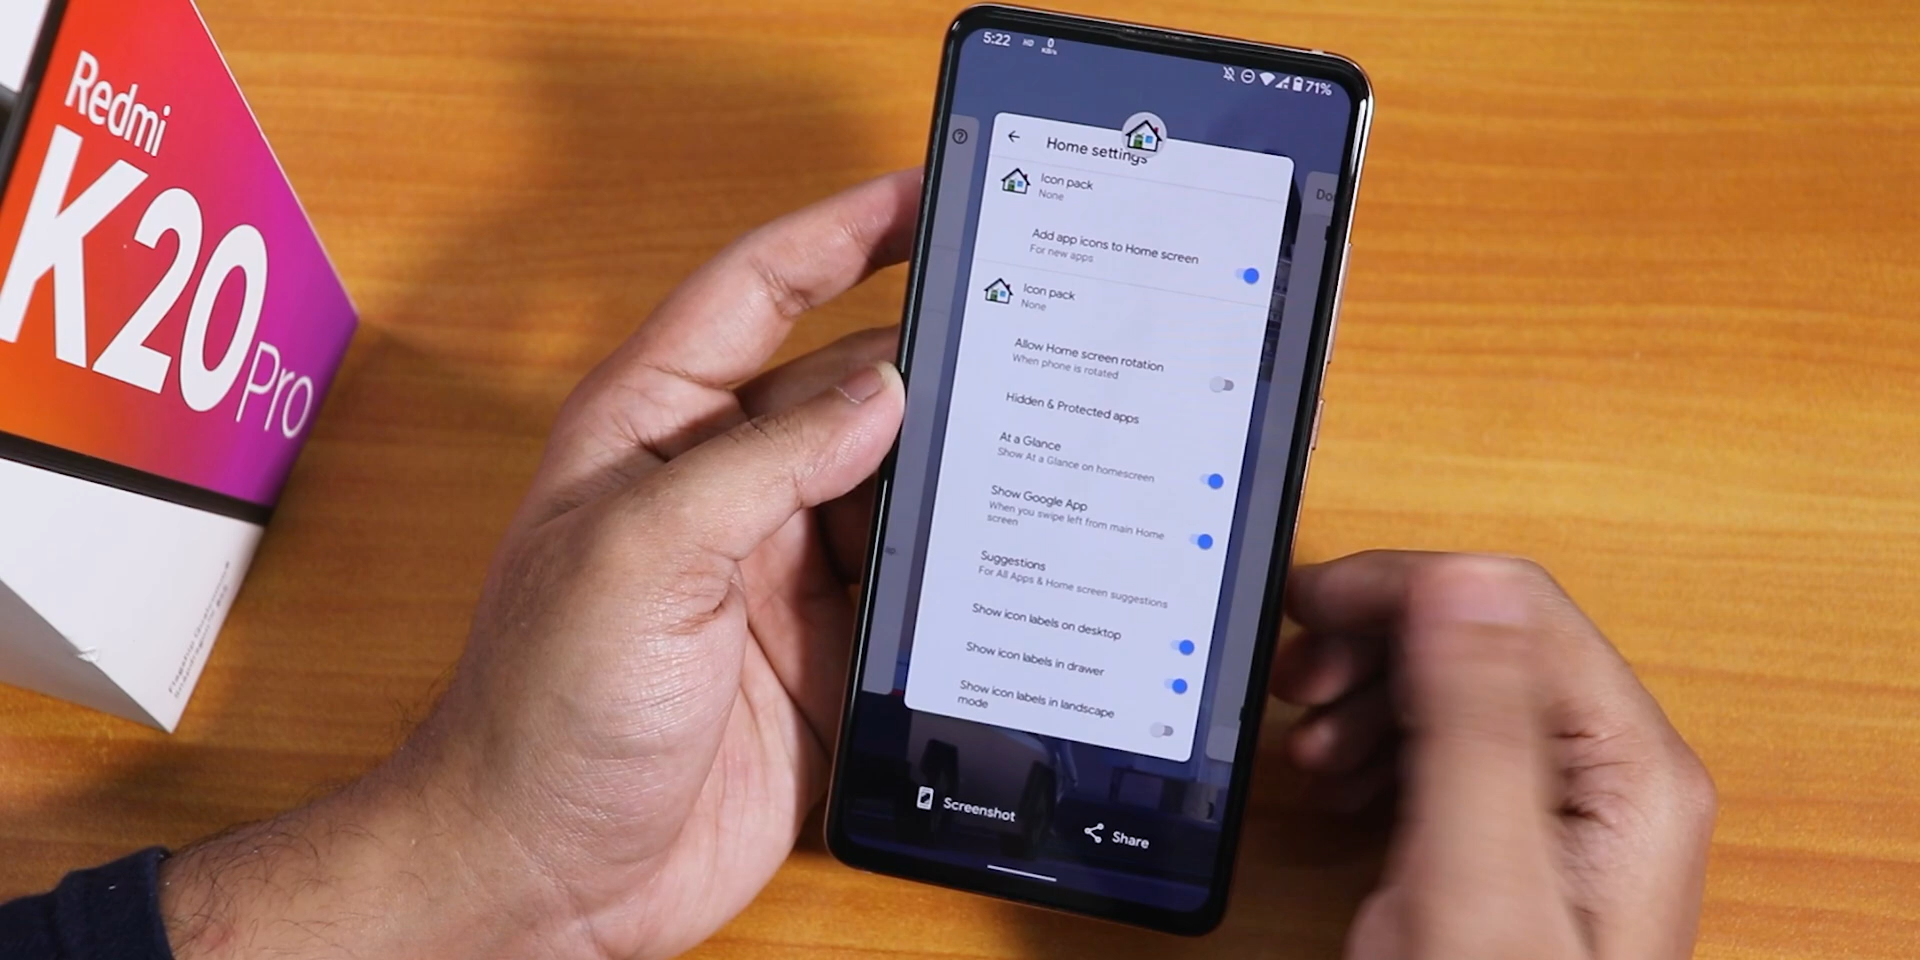 Redmi
K20 Pro
5:22
HD
0
KB/s
71%
Home settings
Icon pack
None
Add app icons to Home screen
For new apps
Icon pack
None
Allow Home screen rotation
When phone is rotated
Hidden & Protected apps
At a Glance
Show At a Glance on homescreen
Show Google App
When you swipe left from main Home
screen
Suggestions
For All Apps & Home screen suggestions
Show icon labels on desktop
Show icon labels in drawer
Show icon labels in landscape
mode
Screenshot
Share